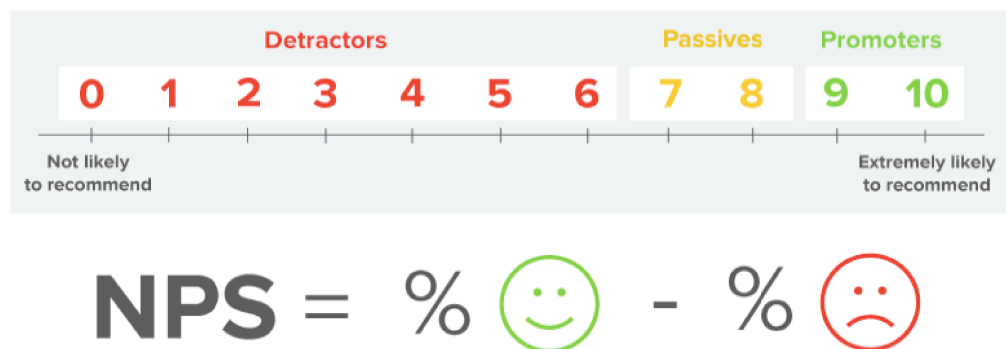 Detractors Passives Promoters
0 1 2 3 4 5 6 7 8 9 10
Not likely Extremely likely
to recommend to recommend
NPS = % - %